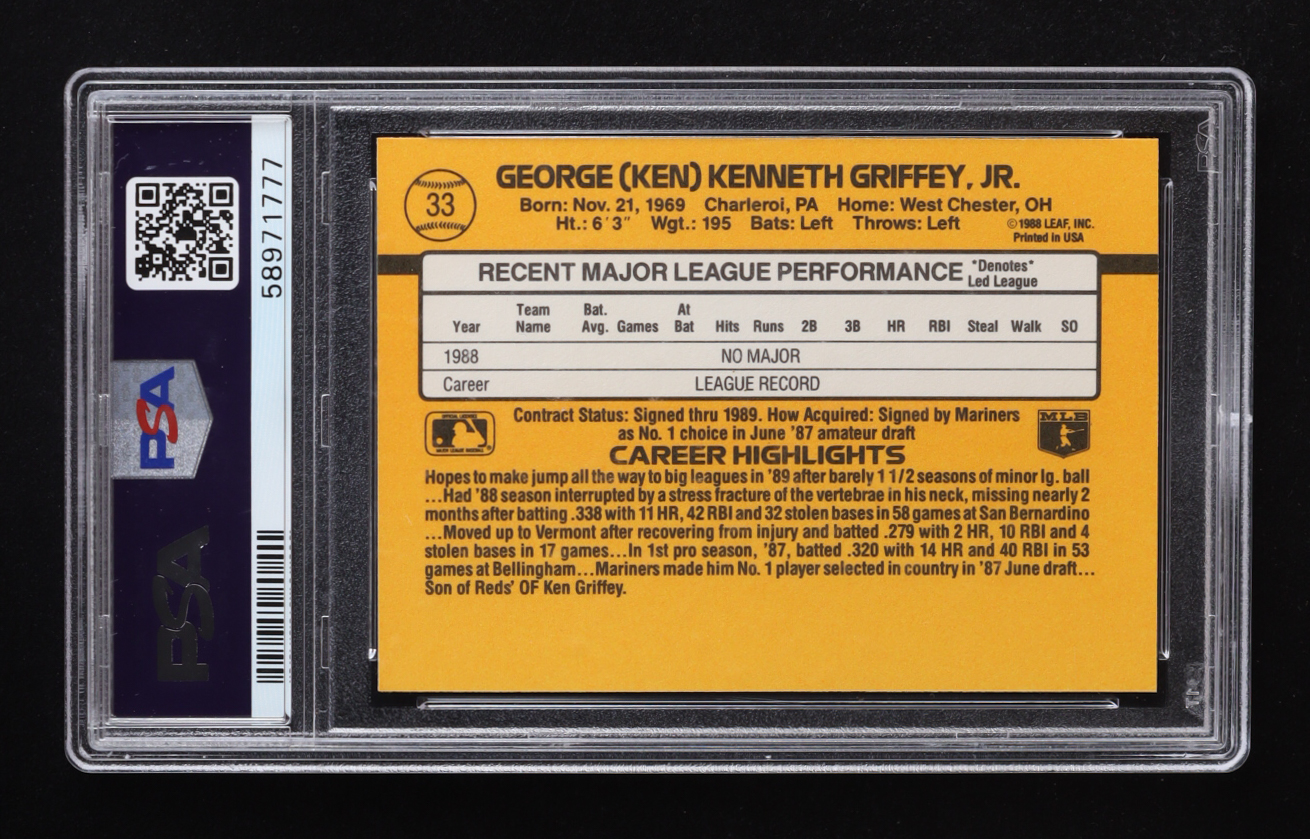 58971777
PSA
PSA
33
GEORGE (KEN) KENNETH GRIFFEY, JR.
Born: Nov. 21, 1969 Charleroi, PA Home: West Chester, OH
Ht.: 6'3" Wgt.: 195 Bats: Left Throws: Left
©1988 LEAF, INC.
Printed in USA
RECENT MAJOR LEAGUE PERFORMANCE *Denotes* Led League
Year Team Name Bat. Avg. Games At Bat Hits Runs 2B 3B HR RBI Steal Walk SO
1988 NO MAJOR
Career LEAGUE RECORD
OFFICIAL LICENSEE
MAJOR LEAGUE BASEBALL
Contract Status: Signed thru 1989. How Acquired: Signed by Mariners
as No. 1 choice in June '87 amateur draft
MLB
CAREER HIGHLIGHTS
Hopes to make jump all the way to big leagues in '89 after barely 1 1/2 seasons of minor lg. ball
...Had '88 season interrupted by a stress fracture of the vertebrae in his neck, missing nearly 2
months after batting .338 with 11 HR, 42 RBI and 32 stolen bases in 58 games at San Bernardino
...Moved up to Vermont after recovering from injury and batted .279 with 2 HR, 10 RBI and 4
stolen bases in 17 games...In 1st pro season, '87, batted .320 with 14 HR and 40 RBI in 53
games at Bellingham...Mariners made him No. 1 player selected in country in '87 June draft...
Son of Reds' OF Ken Griffey.
PSA